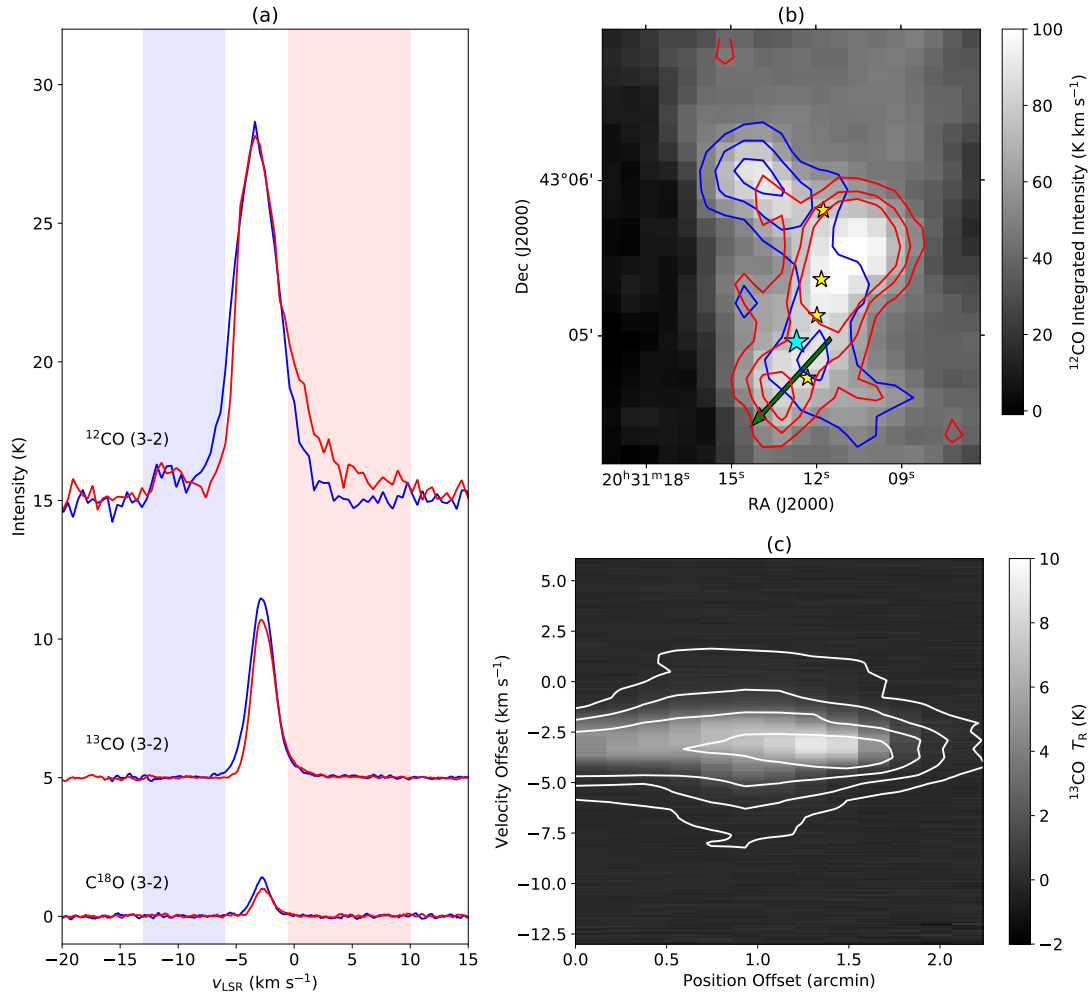 (a)
30
25
20
15
10
5
0
Intensity (K)
¹²CO (3-2)
¹³CO (3-2)
C¹⁸O (3-2)
−20 −15 −10 −5 0 5 10 15
v_LSR (km s⁻¹)
(b)
43°06'
05'
Dec (J2000)
20ʰ31ᵐ18ˢ 15 12 09
RA (J2000)
100
80
60
40
20
0
¹²CO Integrated Intensity (K km s⁻¹)
(c)
5.0
2.5
0.0
−2.5
−5.0
−7.5
−10.0
−12.5
Velocity Offset (km s⁻¹)
0.0 0.5 1.0 1.5 2.0
Position Offset (arcmin)
10
8
6
4
2
0
−2
¹³CO T_R (K)